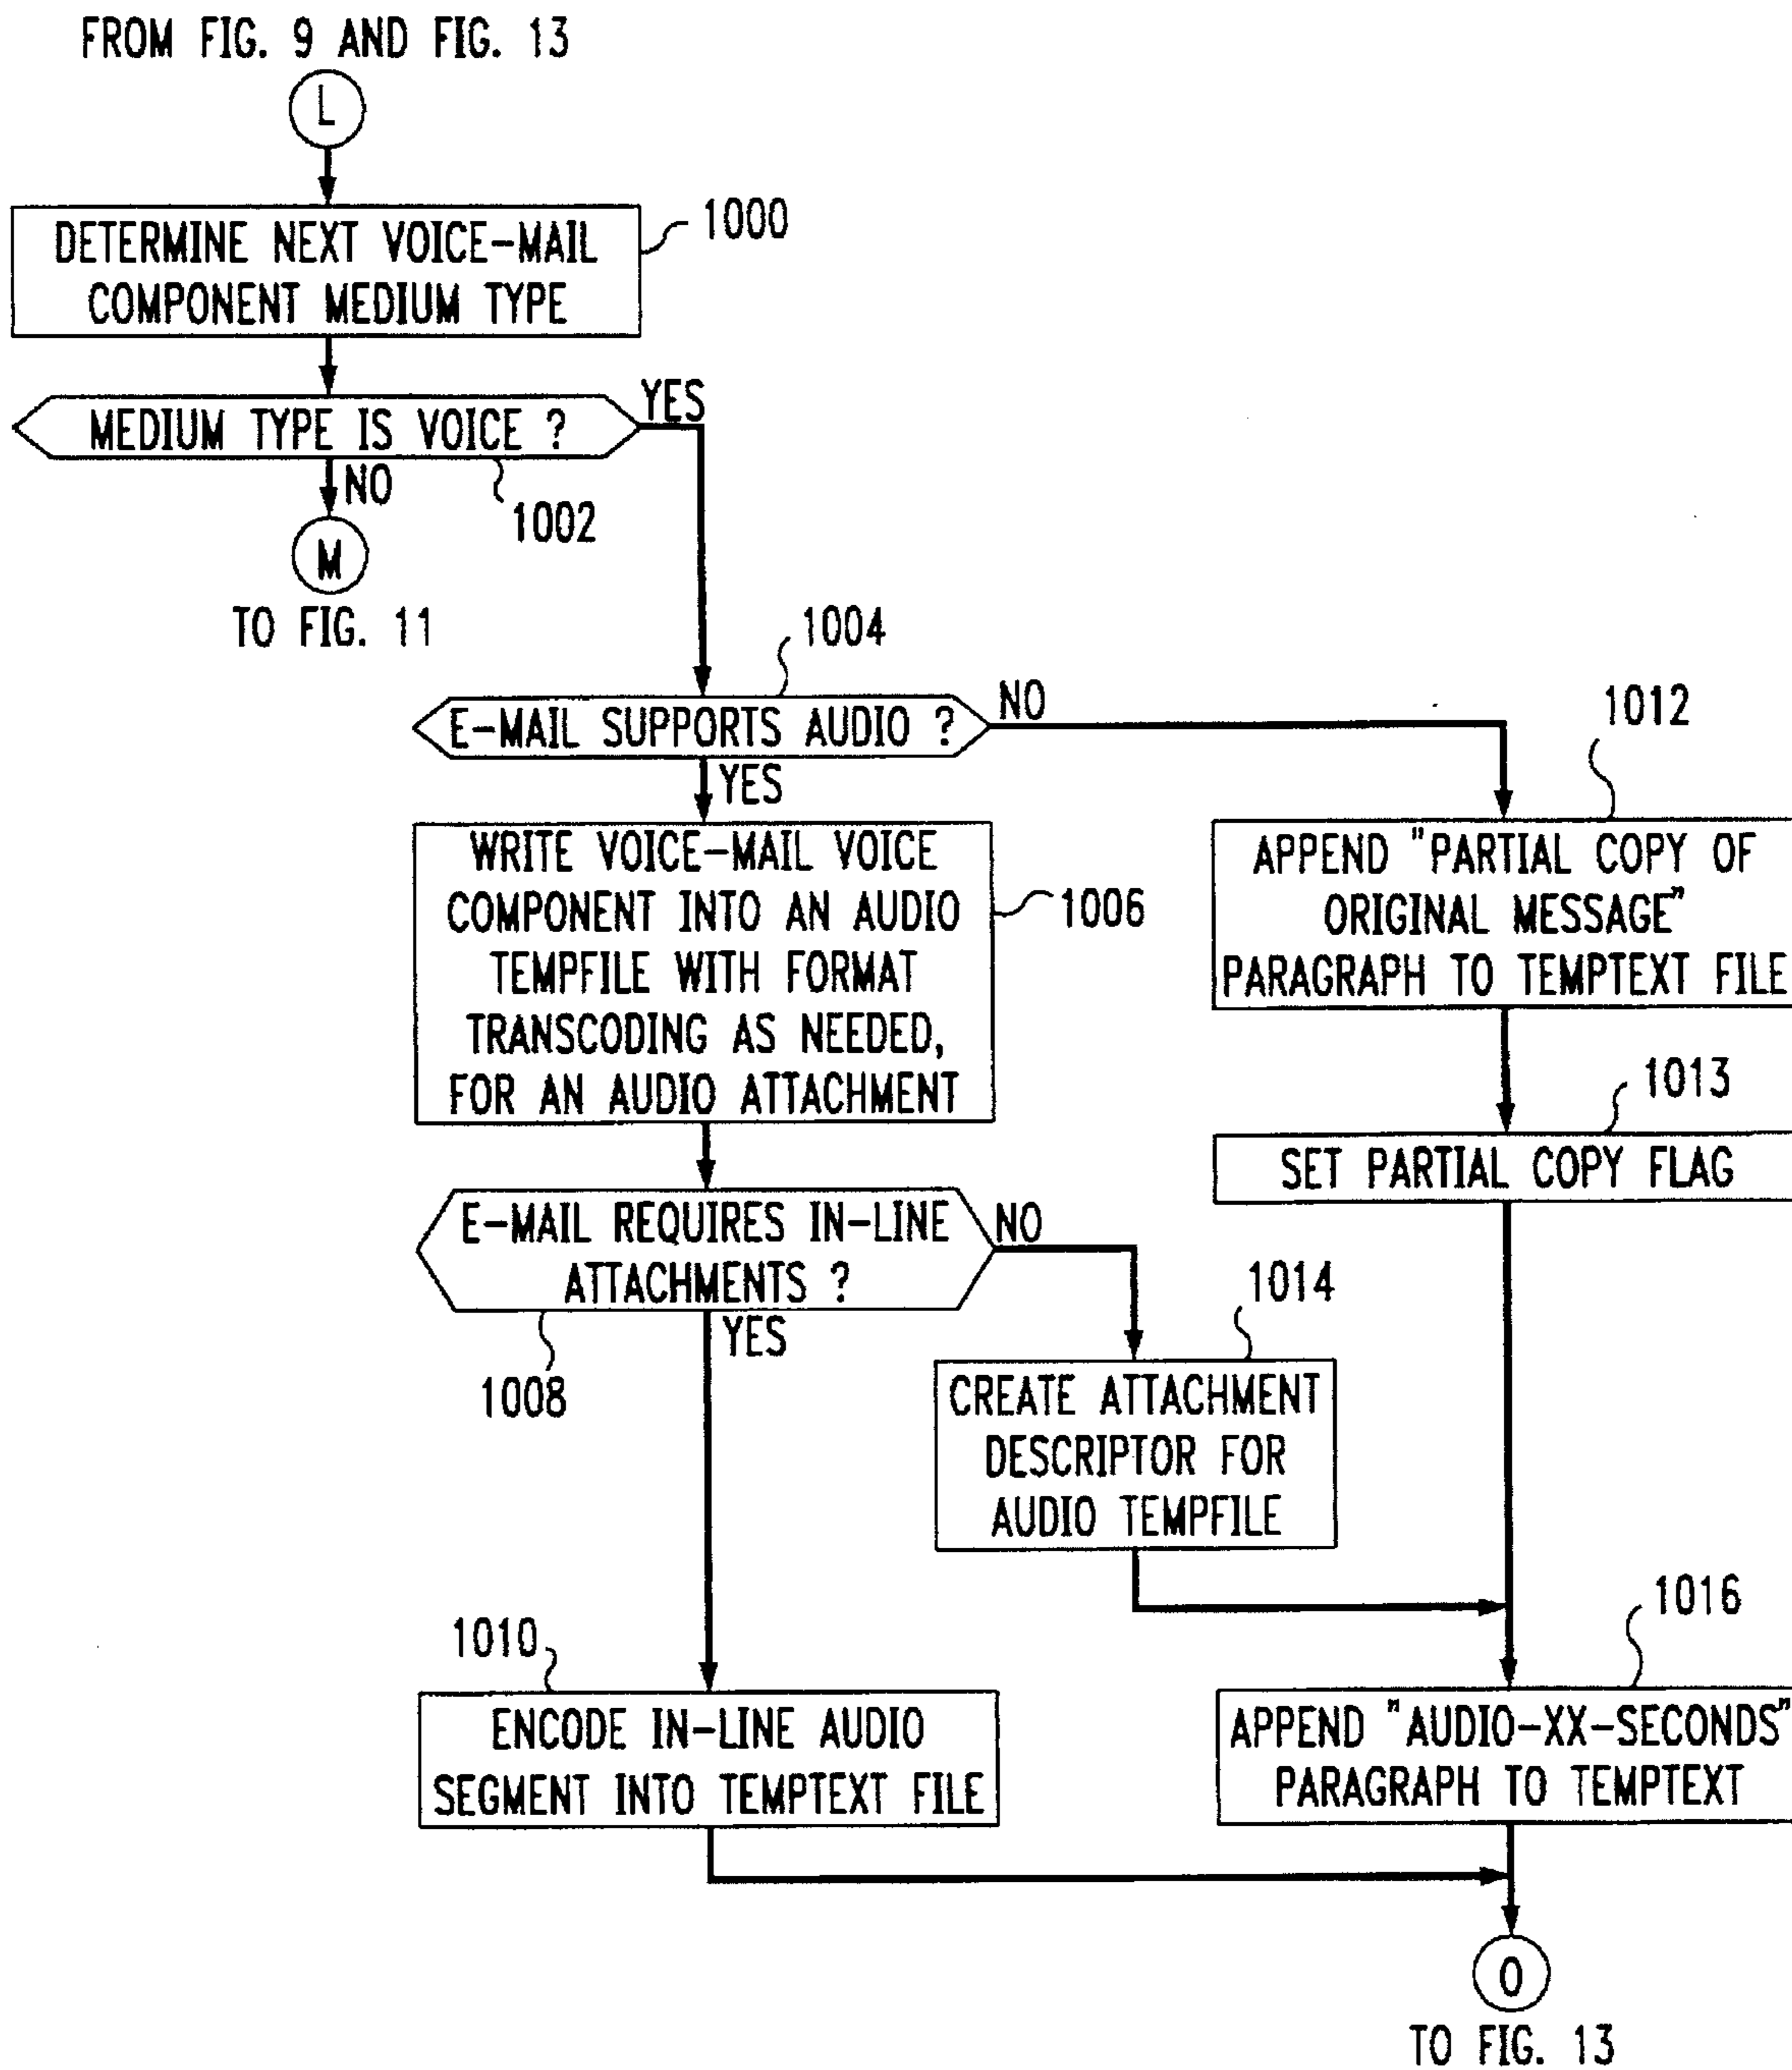 FROM FIG. 9 AND FIG. 13
L
DETERMINE NEXT VOICE-MAIL
COMPONENT MEDIUM TYPE
1000
MEDIUM TYPE IS VOICE ?
YES
NO
1002
M
TO FIG. 11
1004
E-MAIL SUPPORTS AUDIO ?
NO
YES
1012
WRITE VOICE-MAIL VOICE
COMPONENT INTO AN AUDIO
TEMPFILE WITH FORMAT
TRANSCODING AS NEEDED,
FOR AN AUDIO ATTACHMENT
1006
APPEND "PARTIAL COPY OF
ORIGINAL MESSAGE"
PARAGRAPH TO TEMPTEXT FILE
1013
SET PARTIAL COPY FLAG
E-MAIL REQUIRES IN-LINE
ATTACHMENTS ?
NO
YES
1008
1014
CREATE ATTACHMENT
DESCRIPTOR FOR
AUDIO TEMPFILE
1010
ENCODE IN-LINE AUDIO
SEGMENT INTO TEMPTEXT FILE
1016
APPEND "AUDIO-XX-SECONDS"
PARAGRAPH TO TEMPTEXT
O
TO FIG. 13